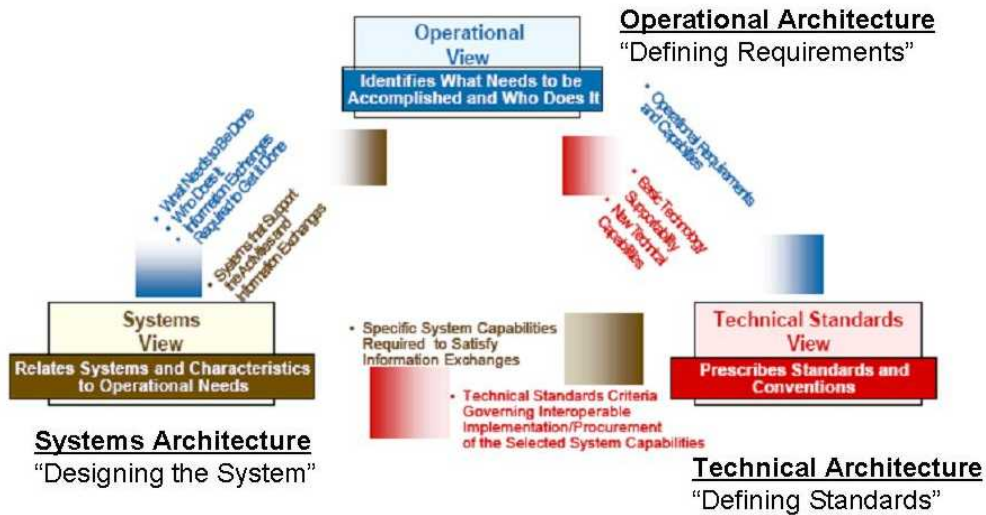 Operational Architecture
“Defining Requirements”
Operational
View
Identifies What Needs to be
Accomplished and Who Does It
• What Needs to Be Done
• Who Does It
• Information Exchanges
Required to Get it Done
• Systems that Support
the Activities and
Information Exchanges
• Operational Requirements
and Capabilities
• Basic Technology
Supportability
• New Technical
Capabilities
Systems
View
Relates Systems and Characteristics
to Operational Needs
• Specific System Capabilities
Required to Satisfy
Information Exchanges
• Technical Standards Criteria
Governing Interoperable
Implementation/Procurement
of the Selected System Capabilities
Technical Standards
View
Prescribes Standards and
Conventions
Systems Architecture
“Designing the System”
Technical Architecture
“Defining Standards”